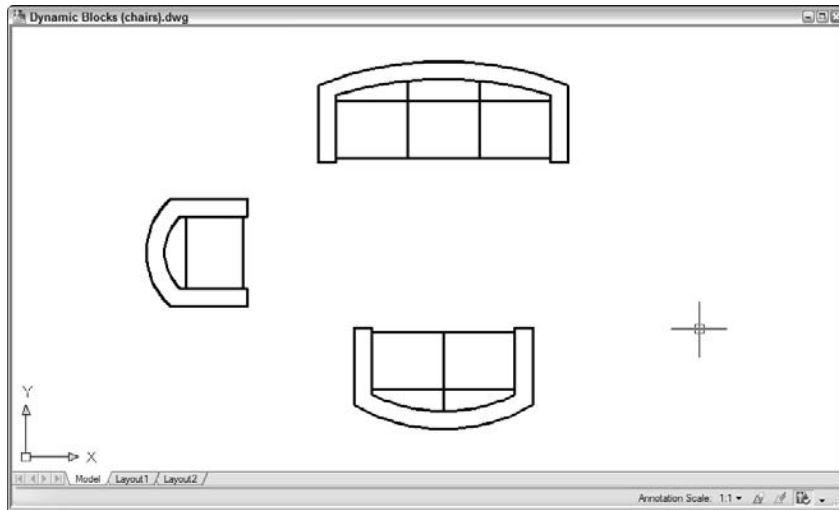 Dynamic Blocks (chairs).dwg
Y
X
Model / Layout1 / Layout2 /
Annotation Scale: 1:1